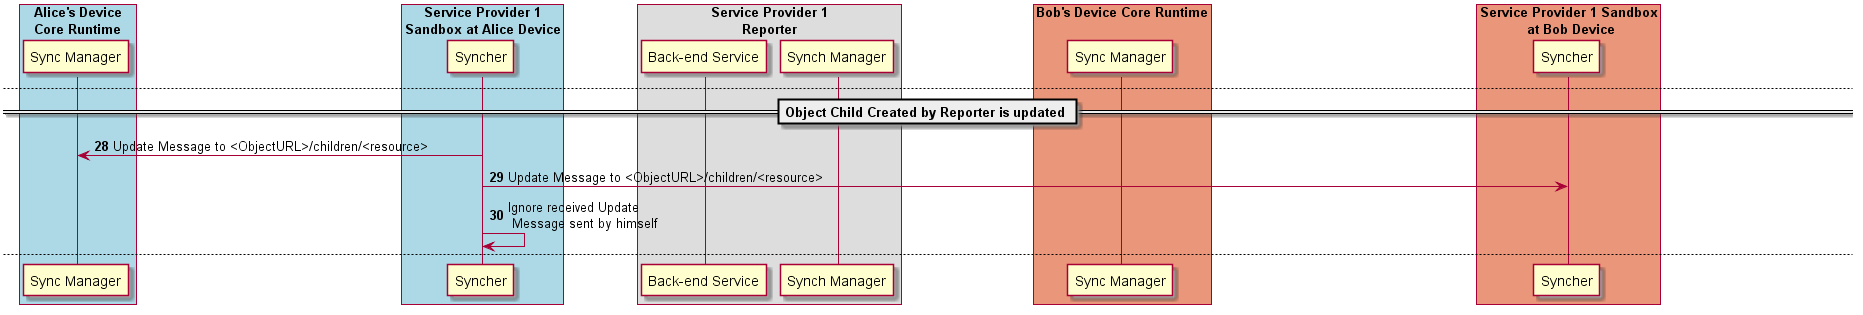 Alice's Device
Core Runtime
Service Provider 1
Sandbox at Alice Device
Service Provider 1
Reporter
Bob's Device Core Runtime
Service Provider 1 Sandbox
at Bob Device
Sync Manager
Syncher
Back-end Service
Synch Manager
Sync Manager
Syncher
Object Child Created by Reporter is updated
28 Update Message to <ObjectURL>/children/<resource>
29 Update Message to <ObjectURL>/children/<resource>
30 Ignore received Update
Message sent by himself
Sync Manager
Syncher
Back-end Service
Synch Manager
Sync Manager
Syncher